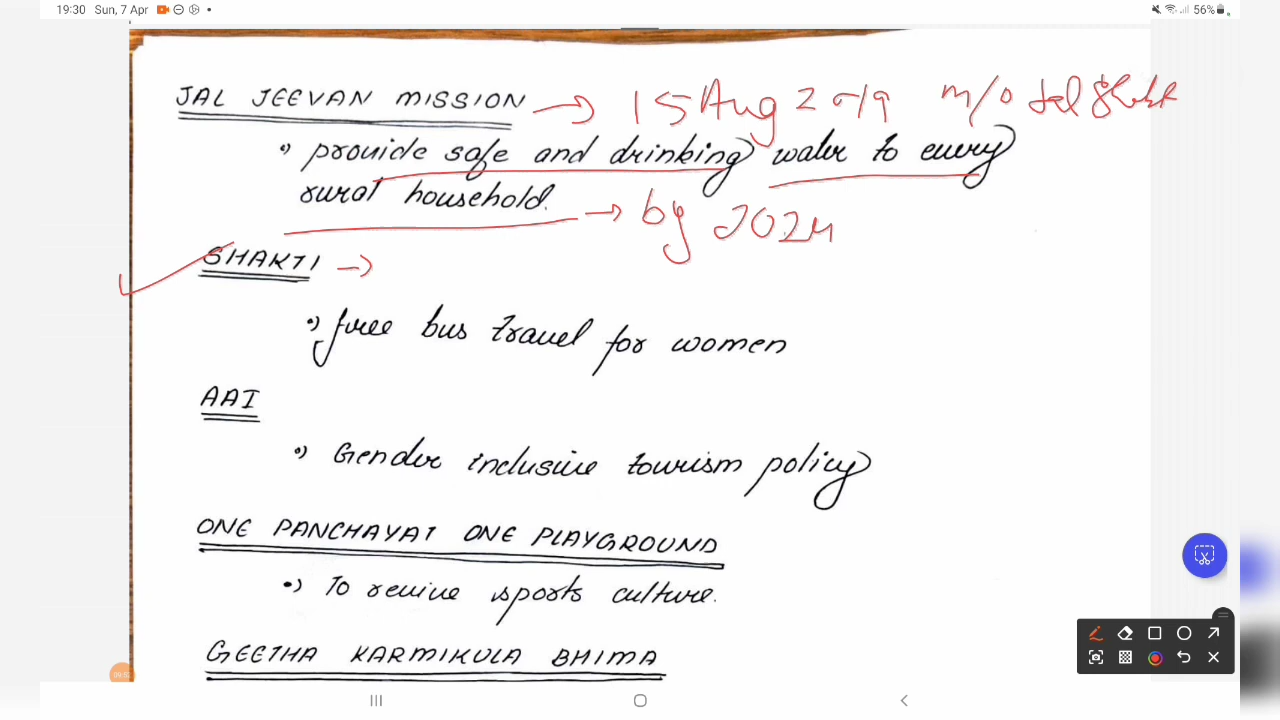 19:30 Sun, 7 Apr
56%
JAL JEEVAN MISSION → 15 Aug 2019 m/o Jal Shakti
•) provide safe and drinking water to every
rural household. → by 2024
SHAKTI →
•) free bus travel for women
AAI
•) Gender inclusive tourism policy
ONE PANCHAYAT ONE PLAYGROUND
•) To revive sports culture.
GEETHA KARMIKULA BHIMA